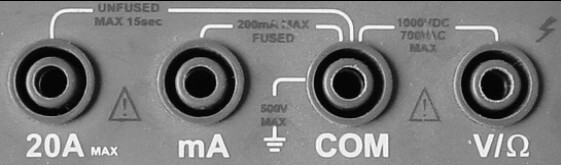 UNFUSED
MAX 15sec
200mA MAX
FUSED
1000VDC
700VAC
MAX
500V
MAX
20A MAX
mA
COM
V/Ω